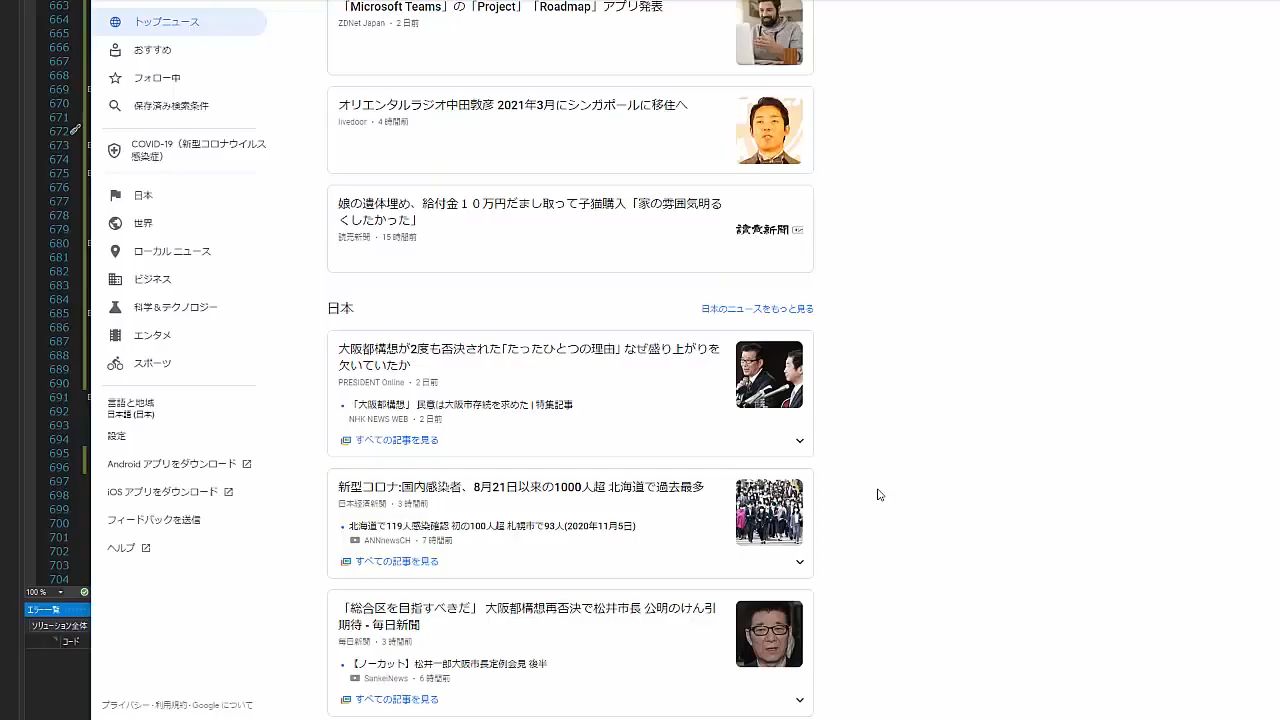 663
664
665
666
667
668
669
670
671
672
673
674
675
676
677
678
679
680
681
682
683
684
685
686
687
688
689
690
691
692
693
694
695
696
697
698
699
700
701
702
703
704
100 %
エラー一覧
ソリューション全体
コード
トップニュース
おすすめ
フォロー中
保存済み検索条件
COVID-19（新型コロナウイルス
感染症）
日本
世界
ローカル ニュース
ビジネス
科学＆テクノロジー
エンタメ
スポーツ
言語と地域
日本語 (日本)
設定
Android アプリをダウンロード
iOS アプリをダウンロード
フィードバックを送信
ヘルプ
プライバシー · 利用規約 · Google について
「Microsoft Teams」の「Project」「Roadmap」アプリ発表
ZDNet Japan · 2 日前
オリエンタルラジオ中田敦彦 2021年3月にシンガポールに移住へ
livedoor · 4 時間前
娘の遺体埋め、給付金１０万円だまし取って子猫購入「家の雰囲気明る
くしたかった」
読売新聞 · 15 時間前
讀賣新聞
日本
日本のニュースをもっと見る
大阪都構想が2度も否決された｢たったひとつの理由｣ なぜ盛り上がりを
欠いていたか
PRESIDENT Online · 2 日前
• 「大阪都構想」 民意は大阪市存続を求めた | 特集記事
NHK NEWS WEB · 2 日前
すべての記事を見る
新型コロナ:国内感染者、8月21日以来の1000人超 北海道で過去最多
日本経済新聞 · 3 時間前
• 北海道で119人感染確認 初の100人超 札幌市で93人(2020年11月5日)
ANNnewsCH · 7 時間前
すべての記事を見る
「総合区を目指すべきだ」大阪都構想再否決で松井市長 公明のけん引
期待 - 毎日新聞
毎日新聞 · 3 時間前
• 【ノーカット】松井一郎大阪市長定例会見 後半
SankeiNews · 6 時間前
すべての記事を見る